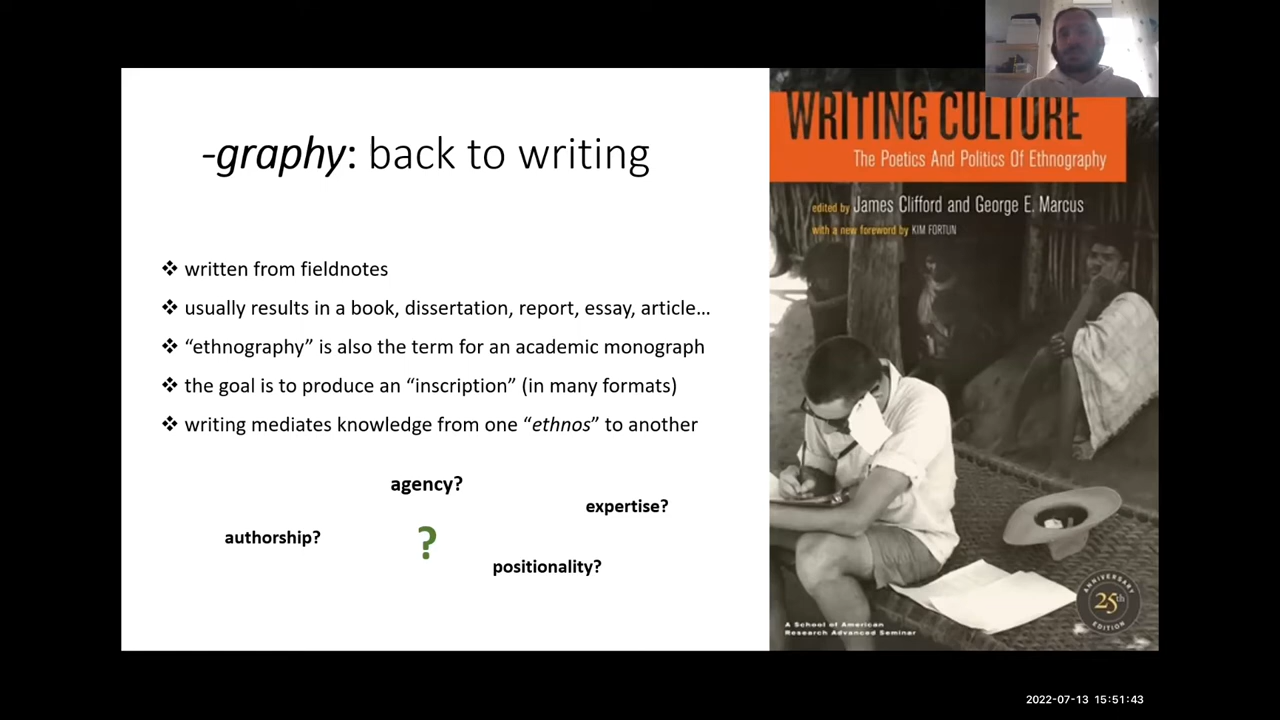 -graphy: back to writing
❖ written from fieldnotes
❖ usually results in a book, dissertation, report, essay, article…
❖ “ethnography” is also the term for an academic monograph
❖ the goal is to produce an “inscription” (in many formats)
❖ writing mediates knowledge from one “ethnos” to another
agency?
expertise?
authorship?
?
positionality?
WRITING CULTURE
The Poetics And Politics Of Ethnography
edited by James Clifford and George E. Marcus
with a new foreword by KIM FORTUN
ANNIVERSARY
25th
EDITION
A School of American
Research Advanced Seminar
2022-07-13 15:51:43